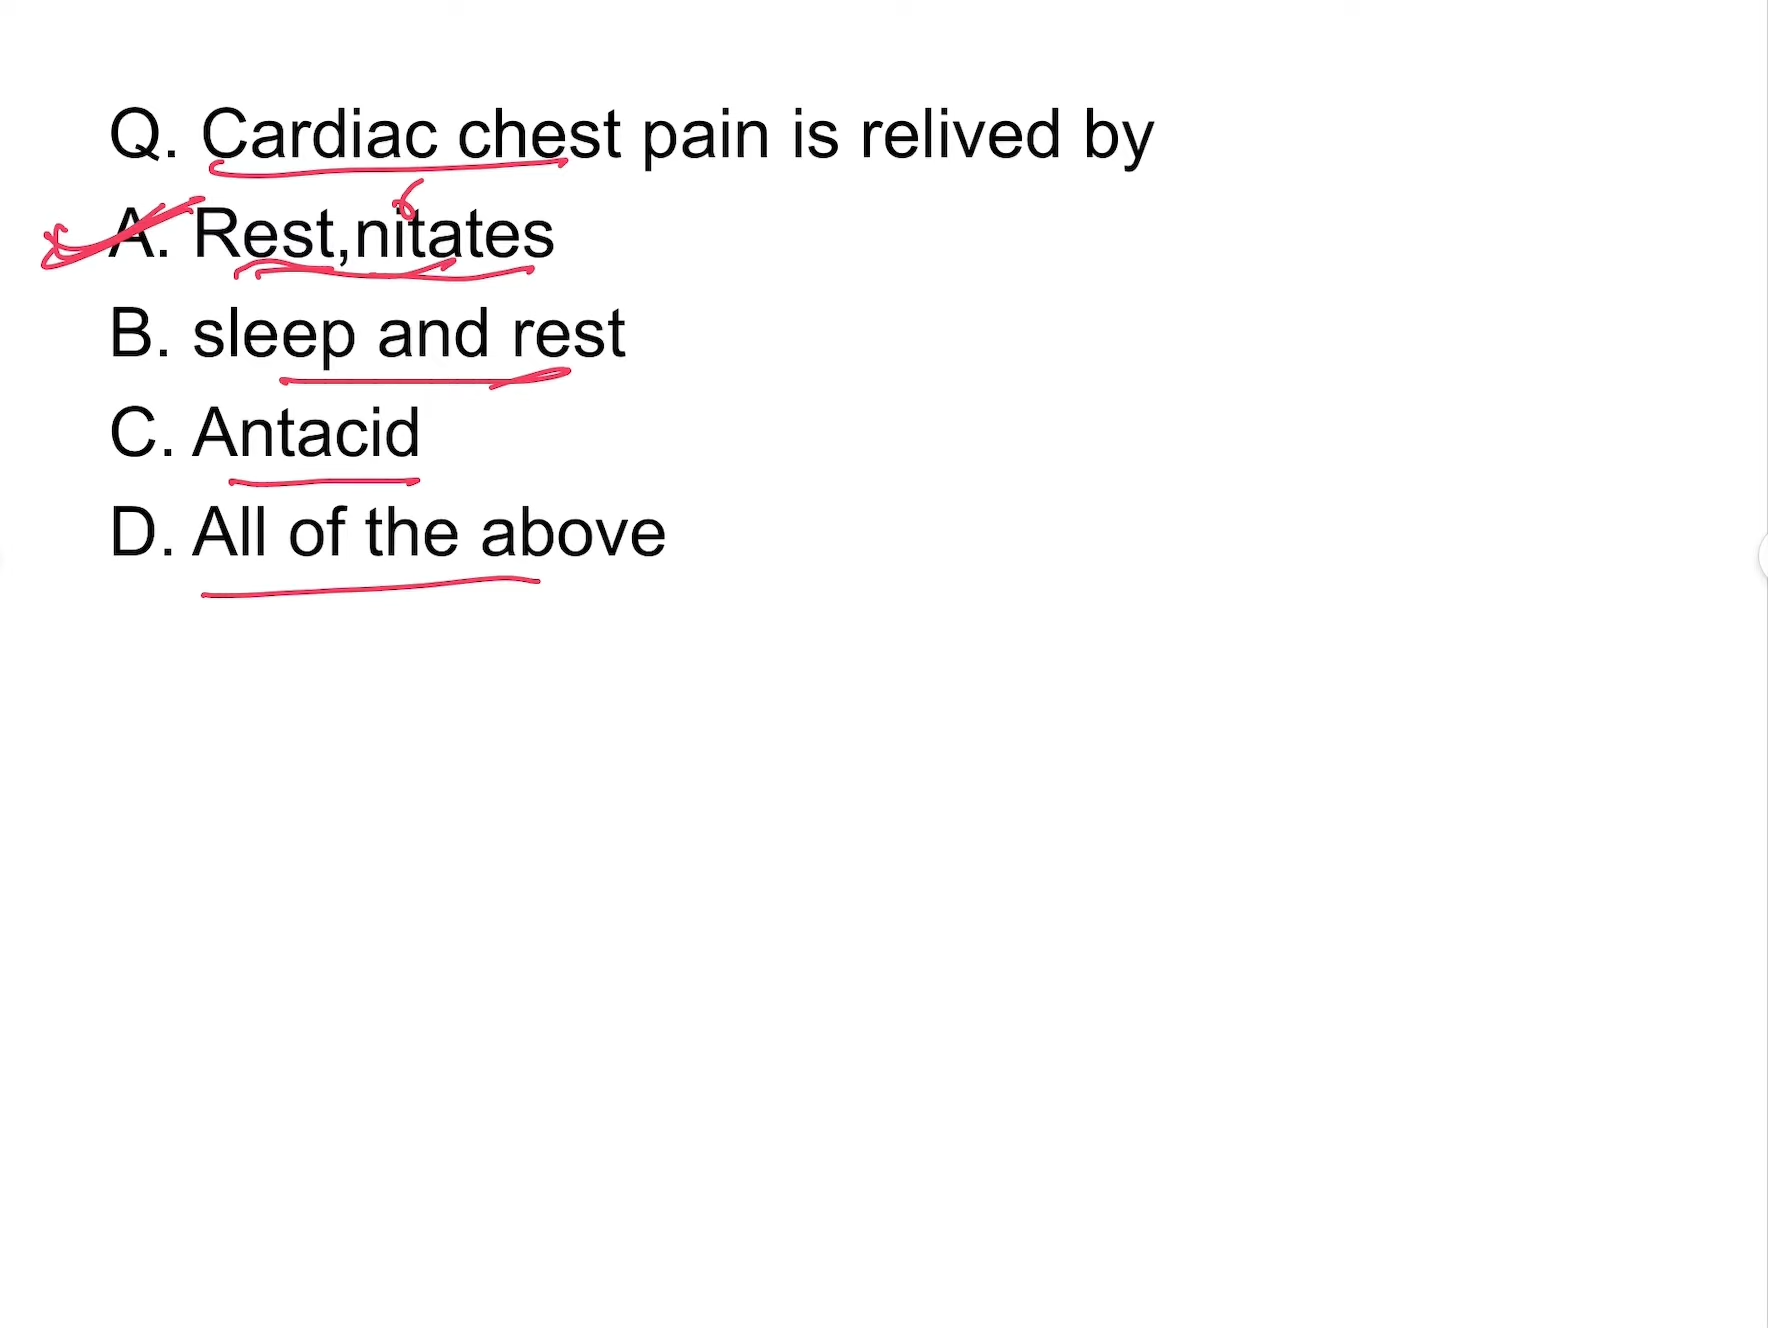 Q. Cardiac chest pain is relived by
A. Rest,nitates
B. sleep and rest
C. Antacid
D. All of the above